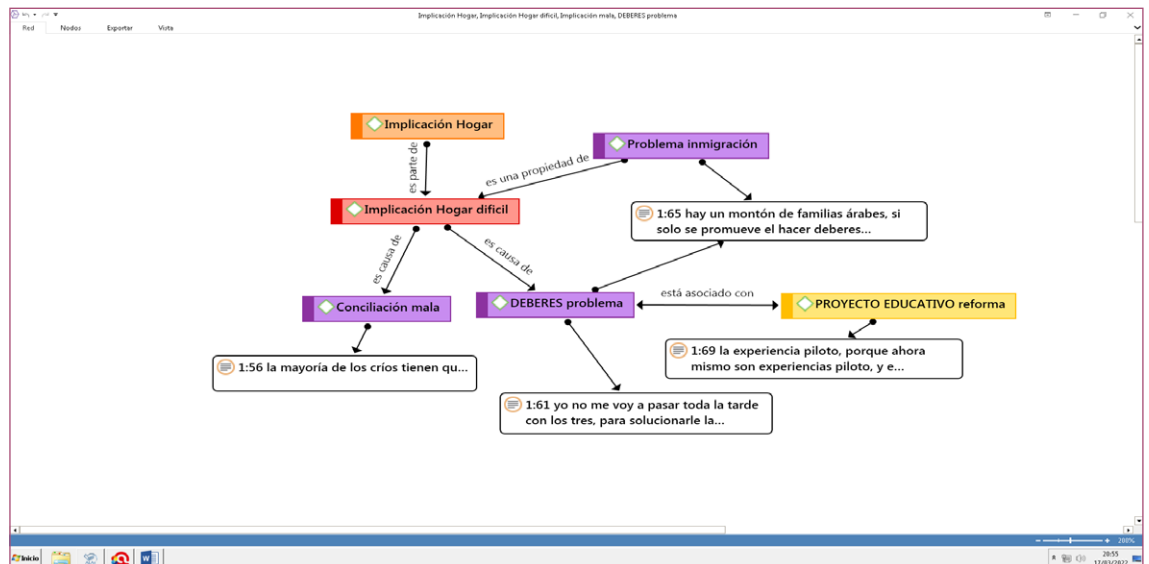 Implicación Hogar, Implicación Hogar dificil, Implicación mala, DEBERES problema
Red Nodos Exportar Vista
Implicación Hogar
es parte de
Problema inmigración
es una propiedad de
Implicación Hogar dificil
1:65 hay un montón de familias árabes, si
solo se promueve el hacer deberes...
es causa de
es causa de
Conciliación mala
DEBERES problema
está asociado con
PROYECTO EDUCATIVO reforma
1:56 la mayoría de los críos tienen qu...
1:69 la experiencia piloto, porque ahora
mismo son experiencias piloto, y e...
1:61 yo no me voy a pasar toda la tarde
con los tres, para solucionarle la...
200%
Inicio
20:55
17/03/2022